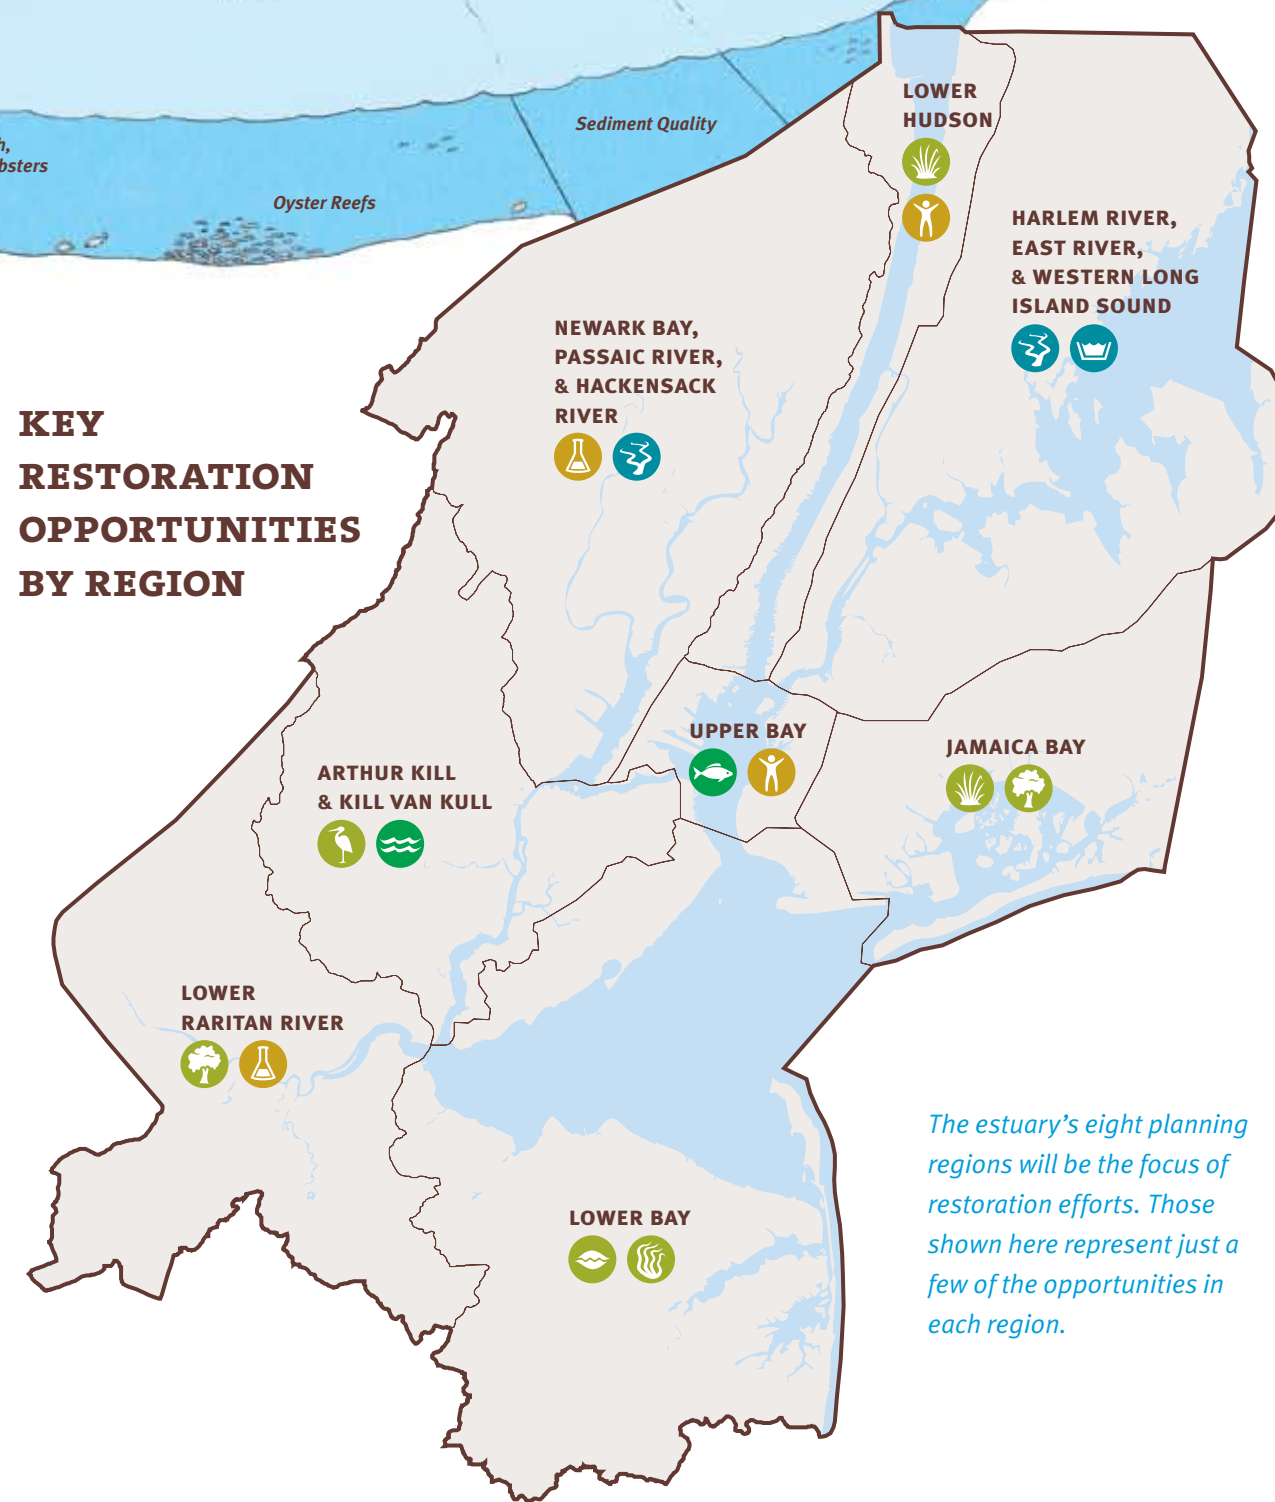 Sediment Quality
Oyster Reefs
KEY
RESTORATION
OPPORTUNITIES
BY REGION
LOWER
HUDSON
HARLEM RIVER,
EAST RIVER,
& WESTERN LONG
ISLAND SOUND
NEWARK BAY,
PASSAIC RIVER,
& HACKENSACK
RIVER
UPPER BAY
JAMAICA BAY
ARTHUR KILL
& KILL VAN KULL
LOWER
RARITAN RIVER
LOWER BAY
The estuary's eight planning
regions will be the focus of
restoration efforts. Those
shown here represent just a
few of the opportunities in
each region.